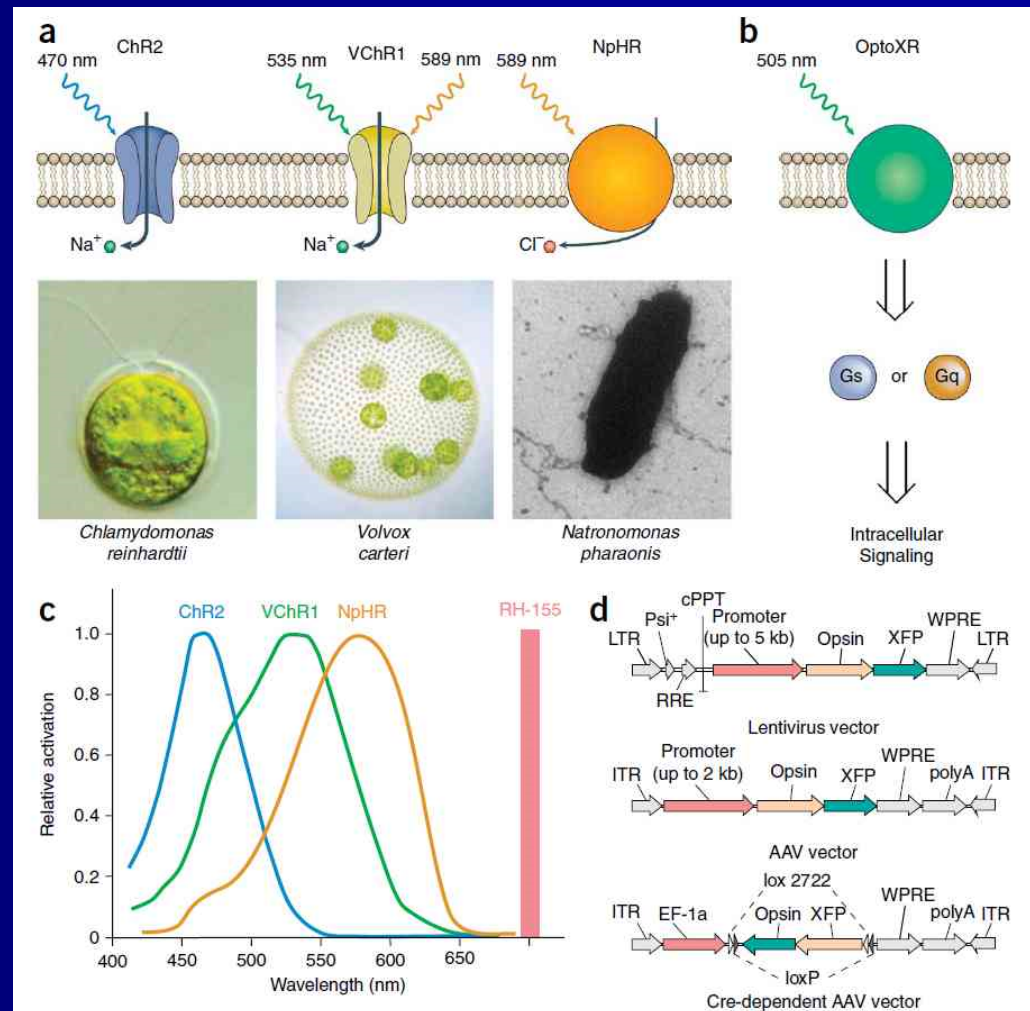 a
ChR2
470 nm
VChR1
535 nm
589 nm
NpHR
589 nm
Na+
Na+
Cl−
Chlamydomonas
reinhardtii
Volvox
carteri
Natronomonas
pharaonis
b
OptoXR
505 nm
Gs or Gq
Intracellular
Signaling
c
ChR2 VChR1 NpHR RH-155
Relative activation
1.0
0.8
0.6
0.4
0.2
0
400 450 500 550 600 650
Wavelength (nm)
d
cPPT
Psi+
Promoter
(up to 5 kb)
Opsin
XFP
WPRE
LTR
LTR
RRE
Lentivirus vector
Promoter
(up to 2 kb)
ITR
Opsin
XFP
WPRE
polyA
ITR
AAV vector
lox 2722
ITR
EF-1a
Opsin
XFP
WPRE
polyA
ITR
loxP
Cre-dependent AAV vector